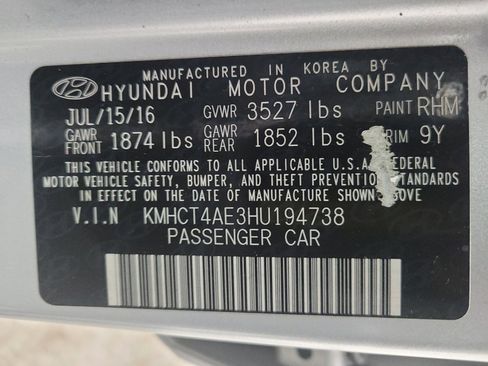 MANUFACTURED IN KOREA BY
HYUNDAI MOTOR COMPANY
JUL/15/16 GVWR 3527 lbs PAINT RHM
GAWR FRONT 1874 lbs GAWR REAR 1852 lbs TRIM 9Y
THIS VEHICLE CONFORMS TO ALL APPLICABLE U.S.A. FEDERAL
MOTOR VEHICLE SAFETY, BUMPER, AND THEFT PREVENTION STANDARDS
IN EFFECT ON THE DATE OF MANUFACTURE SHOWN ABOVE
V.I.N KMHCT4AE3HU194738
PASSENGER CAR